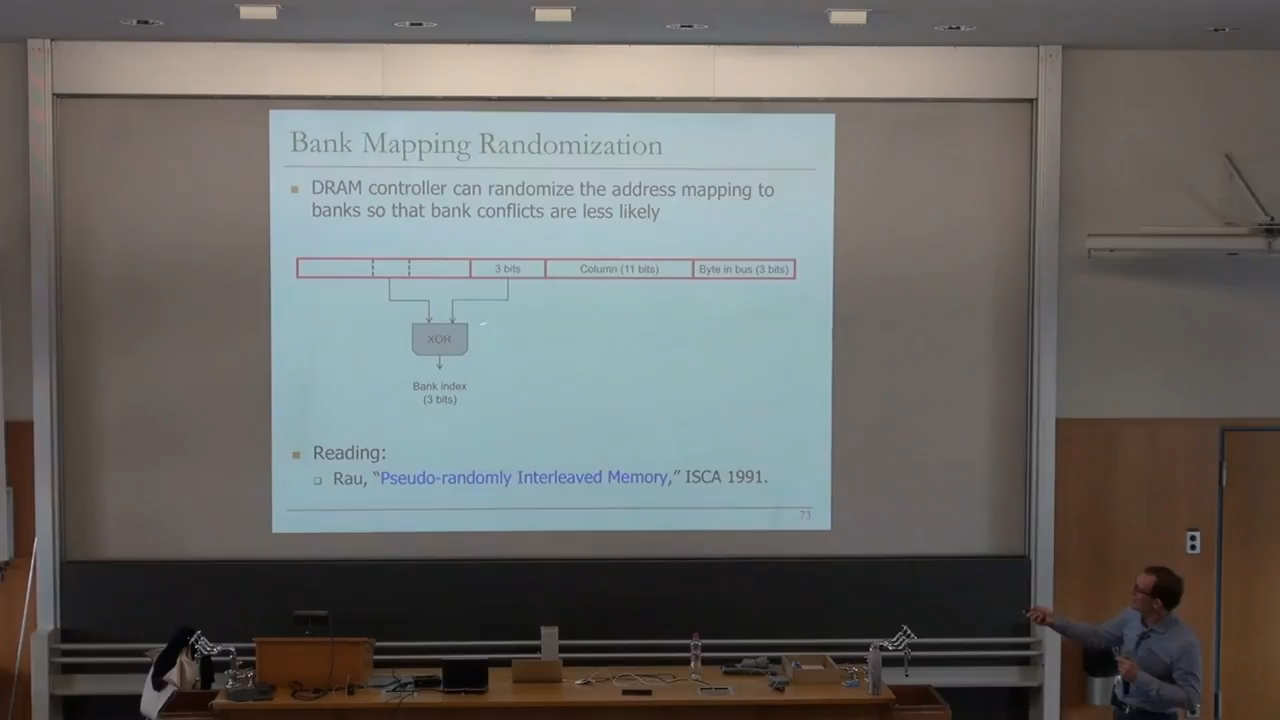 Bank Mapping Randomization
DRAM controller can randomize the address mapping to
banks so that bank conflicts are less likely
3 bits
Column (11 bits)
Byte in bus (3 bits)
XOR
Bank index
(3 bits)
Reading:
Rau, “Pseudo-randomly Interleaved Memory,” ISCA 1991.
73